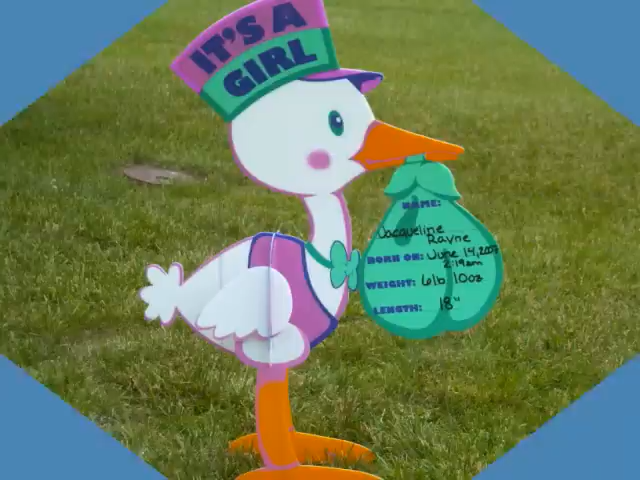 IT'S A
GIRL
NAME:
Jacqueline
Rayne
BORN ON: June 14, 2007
2:19am
WEIGHT: 6lb 10oz
LENGTH: 18"